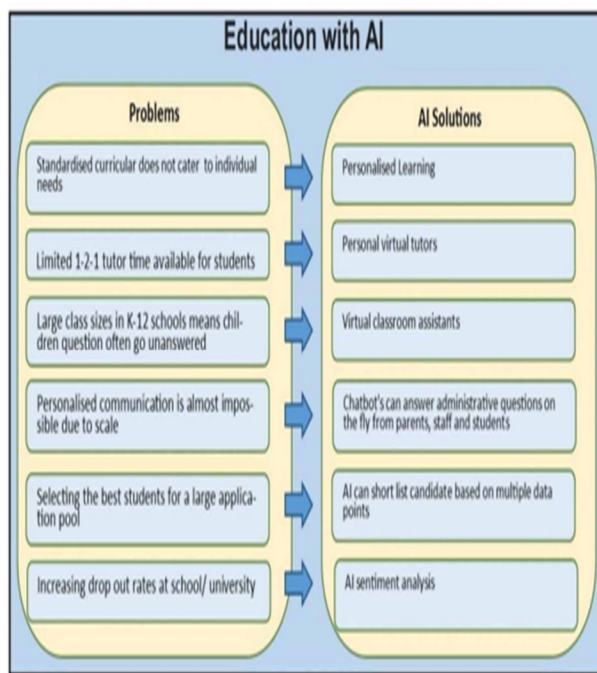 Education with AI
Problems
Standardised curricular does not cater to individual
needs
Limited 1-2-1 tutor time available for students
Large class sizes in K-12 schools means chil-
dren question often go unanswered
Personalised communication is almost impos-
sible due to scale
Selecting the best students for a large applica-
tion pool
Increasing drop out rates at school/ university
AI Solutions
Personalised Learning
Personal virtual tutors
Virtual classroom assistants
Chatbot's can answer administrative questions on
the fly from parents, staff and students
AI can short list candidate based on multiple data
points
AI sentiment analysis